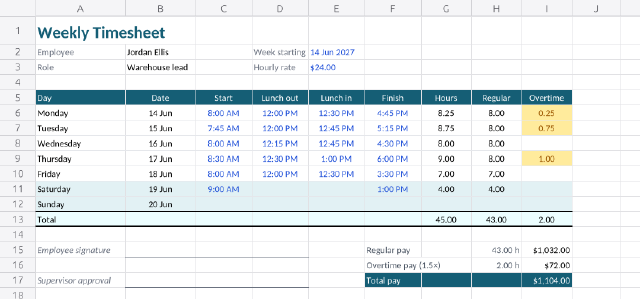 A B C D E F G H I J
1 Weekly Timesheet
2 Employee Jordan Ellis Week starting 14 Jun 2027
3 Role Warehouse lead Hourly rate $24.00
4
5 Day Date Start Lunch out Lunch in Finish Hours Regular Overtime
6 Monday 14 Jun 8:00 AM 12:00 PM 12:30 PM 4:45 PM 8.25 8.00 0.25
7 Tuesday 15 Jun 7:45 AM 12:00 PM 12:45 PM 5:15 PM 8.75 8.00 0.75
8 Wednesday 16 Jun 8:00 AM 12:15 PM 12:45 PM 4:30 PM 8.00 8.00
9 Thursday 17 Jun 8:30 AM 12:30 PM 1:00 PM 6:00 PM 9.00 8.00 1.00
10 Friday 18 Jun 8:00 AM 12:00 PM 12:30 PM 3:30 PM 7.00 7.00
11 Saturday 19 Jun 9:00 AM 1:00 PM 4.00 4.00
12 Sunday 20 Jun
13 Total 45.00 43.00 2.00
14
15 Employee signature Regular pay 43.00 h $1,032.00
16 Overtime pay (1.5×) 2.00 h $72.00
17 Supervisor approval Total pay $1,104.00
18